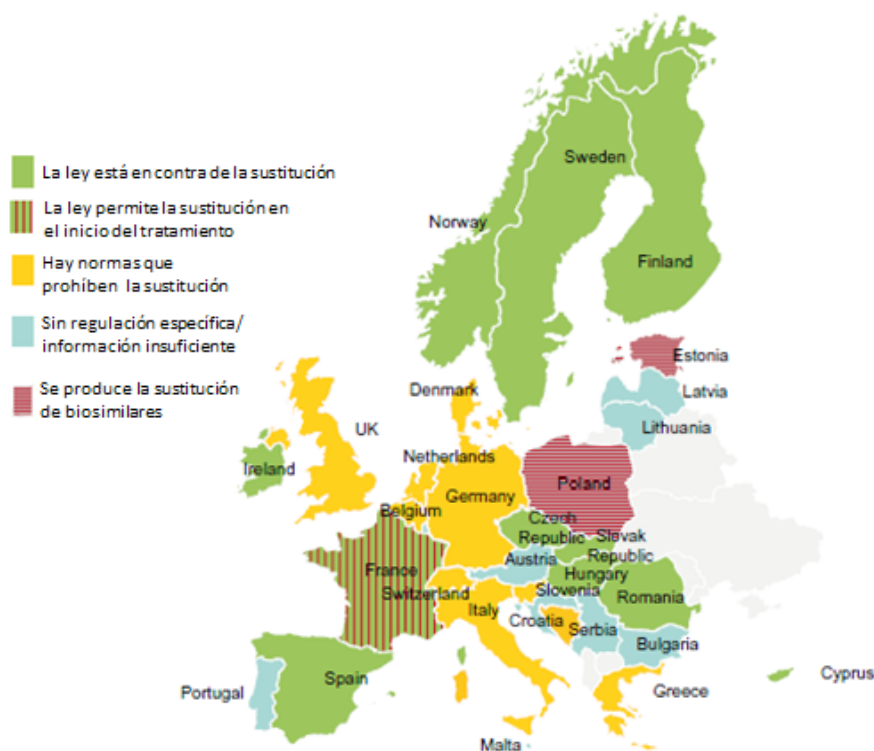 La ley está en contra de la sustitución
La ley permite la sustitución en
el inicio del tratamiento
Hay normas que
prohíben la sustitución
Sin regulación específica/
información insuficiente
Se produce la sustitución
de biosimilares
Sweden
Norway
Finland
Estonia
Denmark
Latvia
UK
Lithuania
Netherlands
Ireland
Germany
Poland
Belgium
Czech
Republic
Slovak
Republic
Austria
France
Hungary
Switzerland
Slovenia
Romania
Italy
Croatia
Serbia
Bulgaria
Spain
Cyprus
Portugal
Greece
Malta